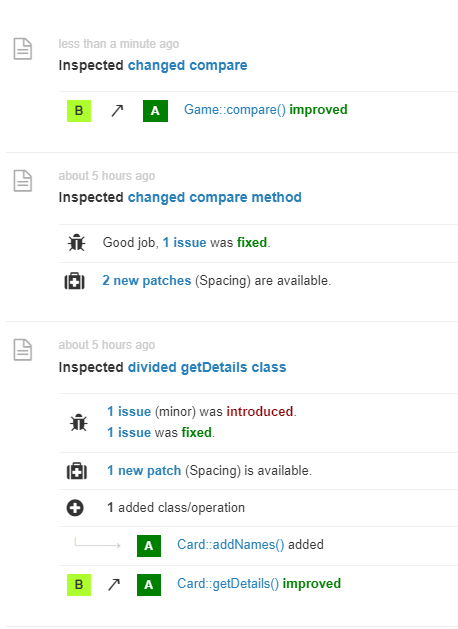 less than a minute ago
Inspected changed compare
B A Game::compare() improved
about 5 hours ago
Inspected changed compare method
Good job, 1 issue was fixed.
2 new patches (Spacing) are available.
about 5 hours ago
Inspected divided getDetails class
1 issue (minor) was introduced.
1 issue was fixed.
1 new patch (Spacing) is available.
1 added class/operation
A Card::addNames() added
B A Card::getDetails() improved